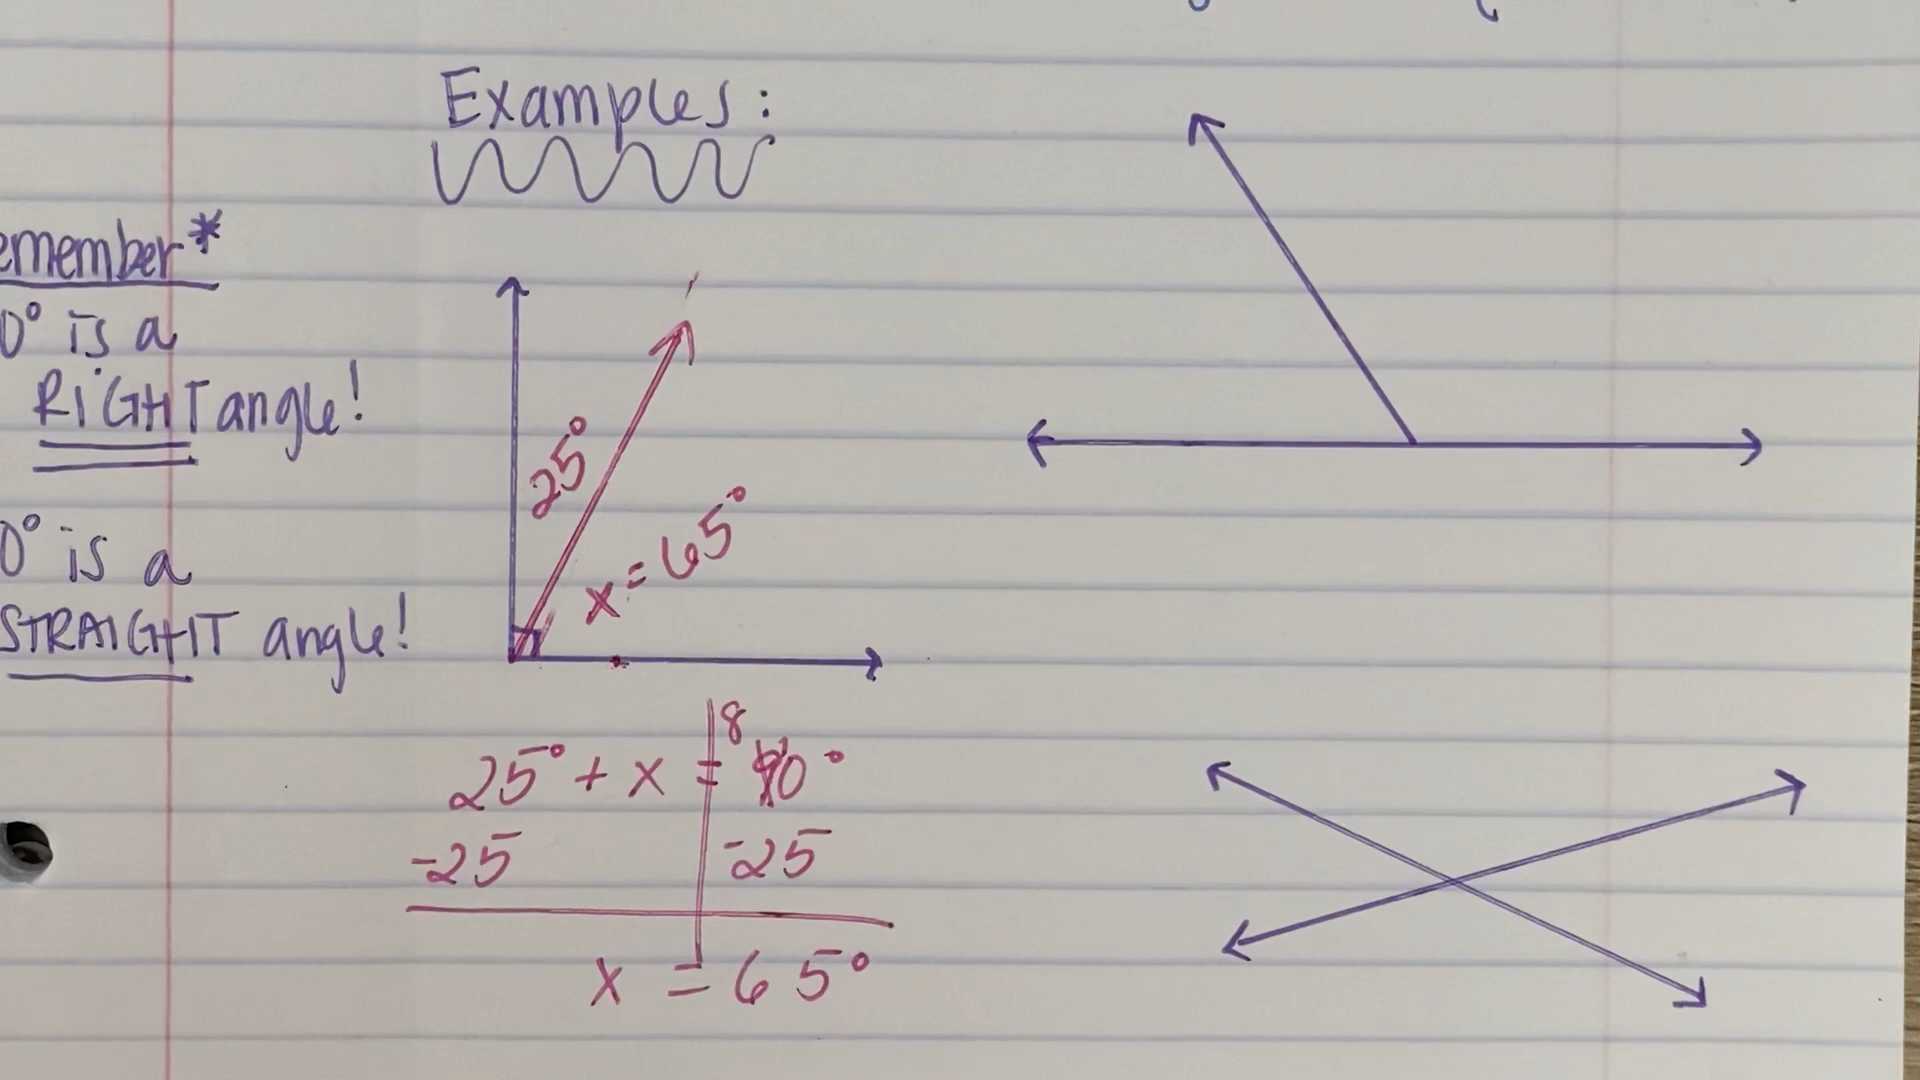 Examples:
emember*
0° is a
RIGHT angle!
0° is a
STRAIGHT angle!
25°
x = 65°
8
25° + x = 90°
-25 -25
x = 65°